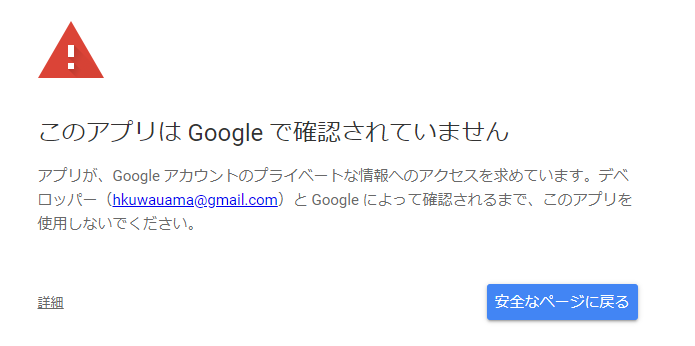 このアプリは Google で確認されていません
アプリが、Google アカウントのプライベートな情報へのアクセスを求めています。デベ
ロッパー（hkuwauama@gmail.com）と Google によって確認されるまで、このアプリを
使用しないでください。
詳細
安全なページに戻る